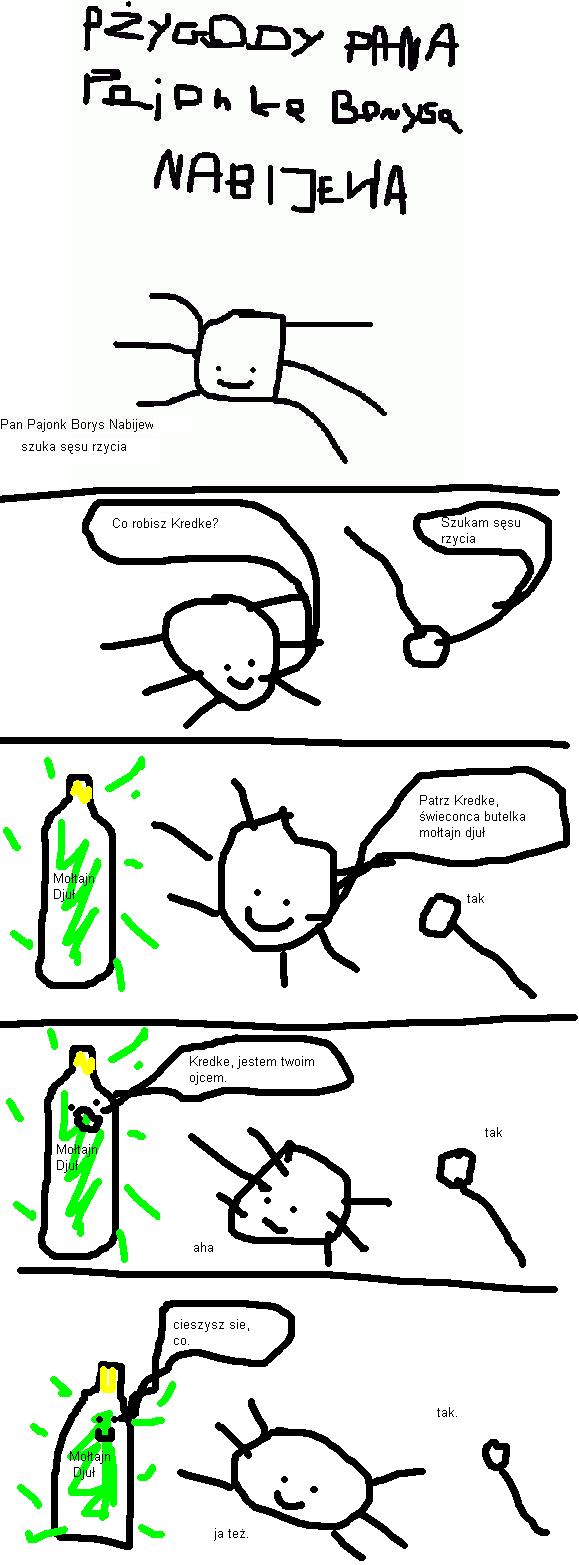 PŻYGODY PANA
Pajonka Borysa
NABIJEWA
Pan Pajonk Borys Nabijew
szuka sęsu rzycia
Co robisz Kredke?
Szukam sęsu
rzycia
Patrz Kredke,
świeconca butelka
mołtajn djuł
tak
Mołtajn
Djuł
Kredke, jestem twoim
ojcem.
tak
Mołtajn
Djuł
aha
cieszysz sie,
co.
tak.
Mołtajn
Djuł
ja też.